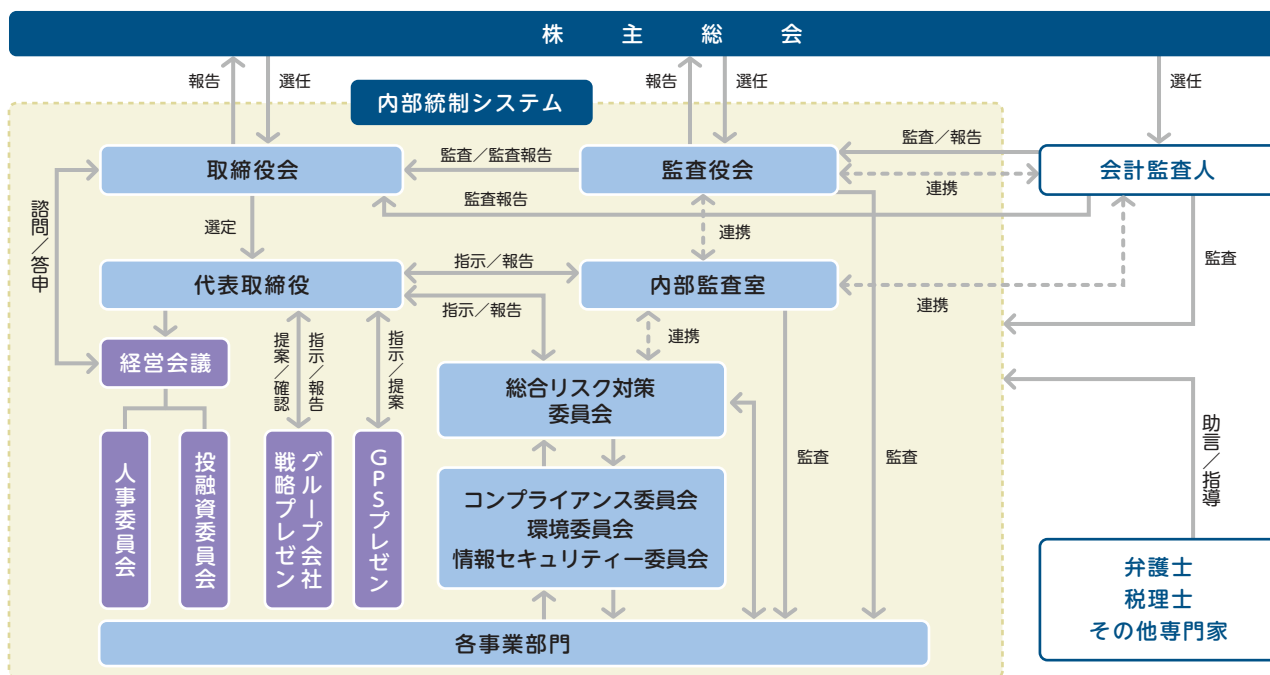 株主総会
報告
選任
報告
選任
選任
内部統制システム
取締役会
監査/監査報告
監査役会
監査/報告
連携
会計監査人
監査報告
諮問/答申
選定
連携
監査
代表取締役
指示/報告
内部監査室
連携
指示/報告
連携
経営会議
提案/確認
指示/報告
指示/提案
総合リスク対策
委員会
人事委員会
投融資委員会
グループ会社
戦略プレゼン
GPSプレゼン
監査
監査
助言/指導
コンプライアンス委員会
環境委員会
情報セキュリティー委員会
弁護士
税理士
その他専門家
各事業部門